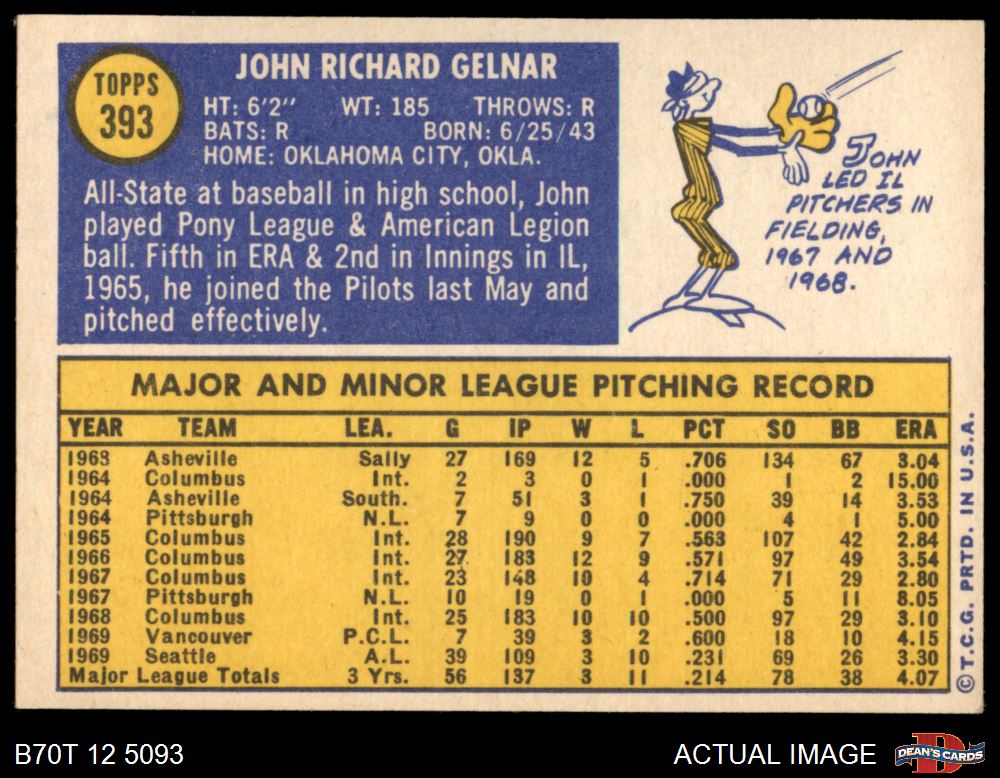 TOPPS
393
JOHN RICHARD GELNAR
HT: 6'2" WT: 185 THROWS: R
BATS: R BORN: 6/25/43
HOME: OKLAHOMA CITY, OKLA.
All-State at baseball in high school, John
played Pony League & American Legion
ball. Fifth in ERA & 2nd in Innings in IL,
1965, he joined the Pilots last May and
pitched effectively.
JOHN
LED IL
PITCHERS IN
FIELDING,
1967 AND
1968.
MAJOR AND MINOR LEAGUE PITCHING RECORD
YEAR TEAM LEA. G IP W L PCT SO BB ERA
1963 Asheville Sally 27 169 12 5 .706 134 67 3.04
1964 Columbus Int. 2 3 0 1 .000 1 2 15.00
1964 Asheville South. 7 51 3 1 .750 39 14 3.53
1964 Pittsburgh N.L. 7 9 0 0 .000 4 1 5.00
1965 Columbus Int. 28 190 9 7 .563 107 42 2.84
1966 Columbus Int. 27 183 12 9 .571 97 49 3.54
1967 Columbus Int. 23 148 10 4 .714 71 29 2.80
1967 Pittsburgh N.L. 10 19 0 1 .000 5 11 8.05
1968 Columbus Int. 25 183 10 10 .500 97 29 3.10
1969 Vancouver P.C.L. 7 39 3 2 .600 18 10 4.15
1969 Seattle A.L. 39 109 3 10 .231 69 26 3.30
Major League Totals 3 Yrs. 56 137 3 11 .214 78 38 4.07
© T.C.G. PRTD. IN U.S.A.
B70T 12 5093
ACTUAL IMAGE
DEAN'S CARDS